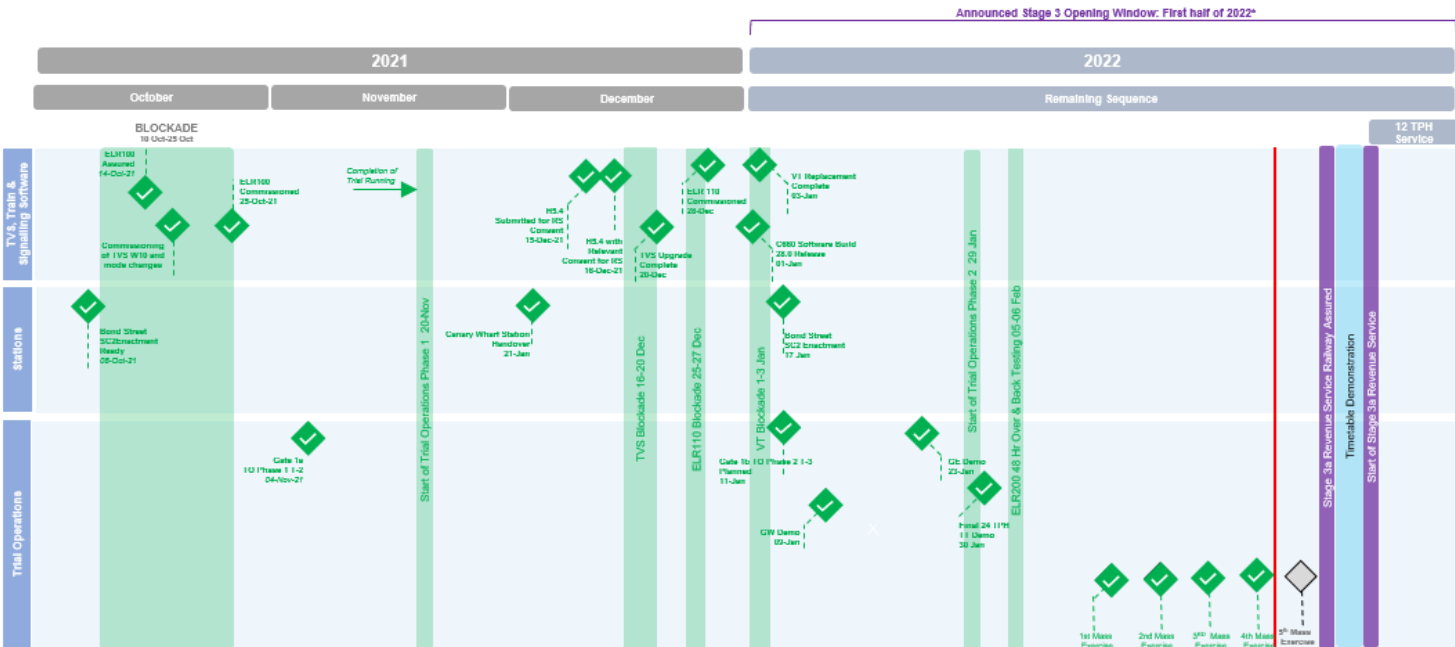 Announced Stage 3 Opening Window: First half of 2022*
2021
2022
October
November
December
Remaining Sequence
12 TPH
Service
BLOCKADE
10 Oct-25 Oct
TVS, Train &
Signalling Software
ELR100
Assured
14-Oct-21
ELR100
Commissioned
25-Oct-21
Commissioning
of TVS W10 and
mode changes
Completion of
Trial Running
H5.4
Submitted for RS
Consent
15-Dec-21
H5.4 with
Relevant
Consent for RS
16-Dec-21
TVS Upgrade
Complete
20-Dec
ELR 110
Commissioned
28-Dec
VT Replacement
Complete
03-Jan
C660 Software Build
28.0 Release
01-Jan
Stations
Bond Street
SC2Enactment
Ready
08-Oct-21
Canary Wharf Station
Handover
21-Jan
Bond Street
SC2 Enactment
17 Jan
Trial Operations
Gate 1a
TO Phase 1 T-2
04-Nov-21
Gate 1b TO Phase 2 T-3
Planned
11-Jan
GW Demo
09-Jan
GE Demo
23-Jan
Final 24 TPH
TT Demo
30 Jan
1st Mass
Exercise
2nd Mass
Exercise
3RD Mass
Exercise
4th Mass
Exercise
5th Mass
Exercise
Start of Trial Operations Phase 1 20-Nov
TVS Blockade 16-20 Dec
ELR110 Blockade 25-27 Dec
VT Blockade 1-3 Jan
Start of Trial Operations Phase 2 29 Jan
ELR200 48 Hr Over & Back Testing 05-06 Feb
Stage 3a Revenue Service Railway Assured
Timetable Demonstration
Start of Stage 3a Revenue Service